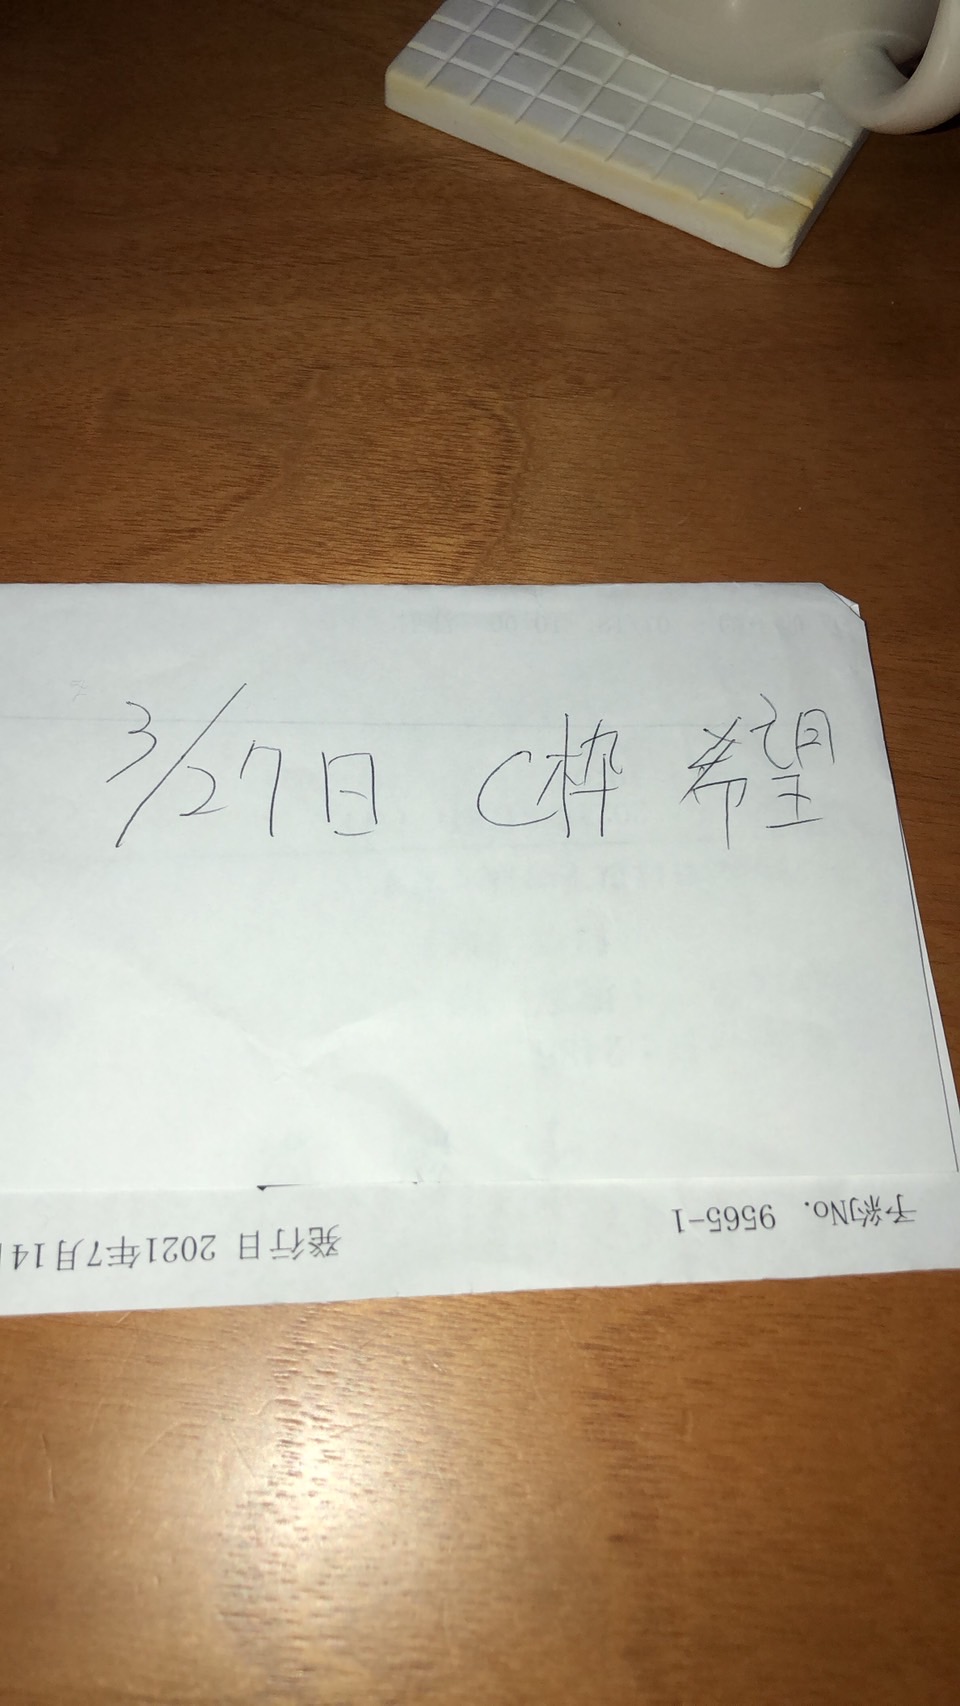 3/27日 C枠 希望
予約No. 9565-1
発行日 2021年7月14